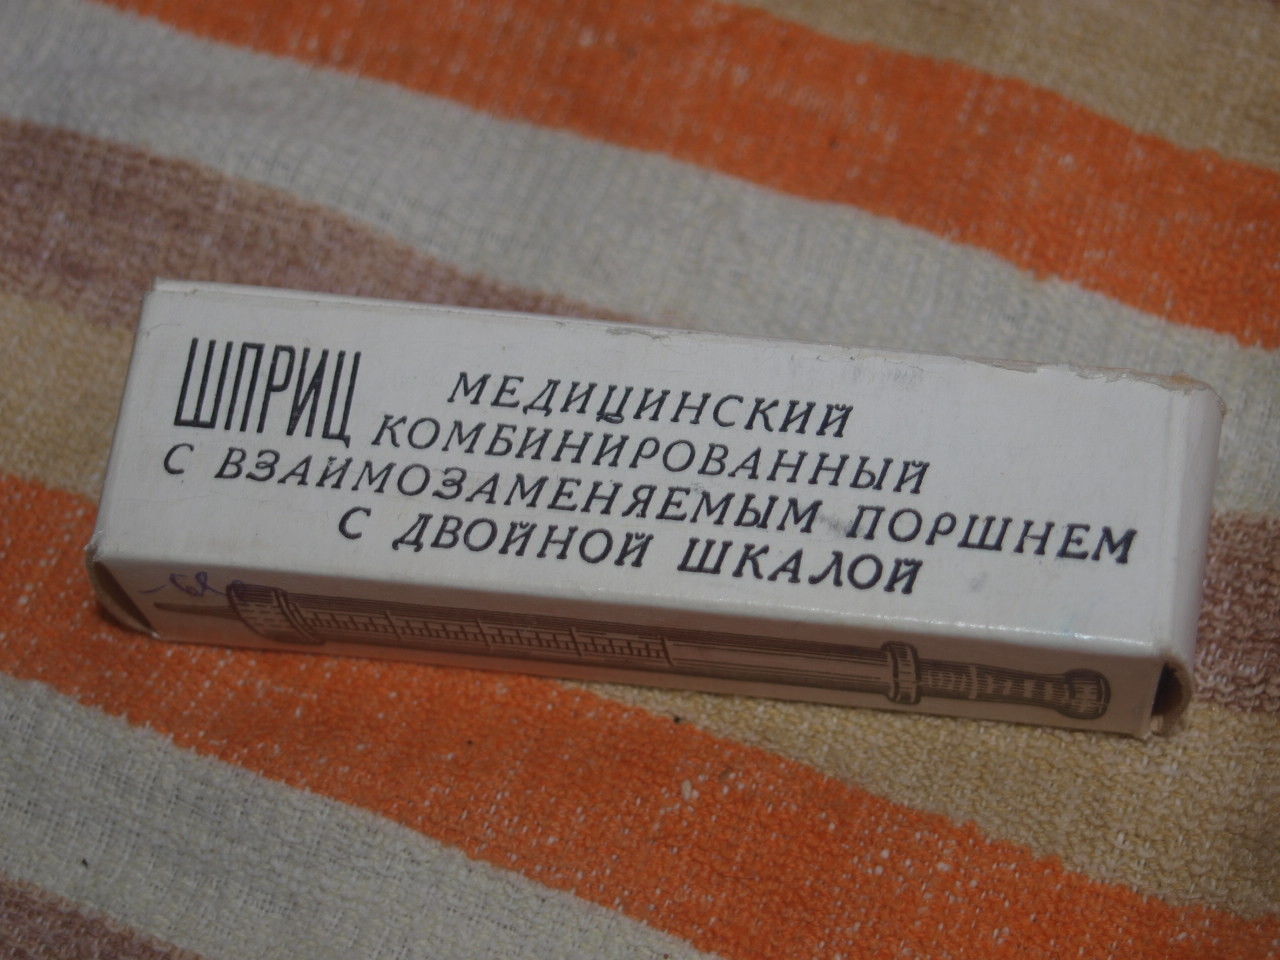 ШПРИЦ МЕДИЦИНСКИЙ
КОМБИНИРОВАННЫЙ
С ВЗАИМОЗАМЕНЯЕМЫМ ПОРШНЕМ
С ДВОЙНОЙ ШКАЛОЙ